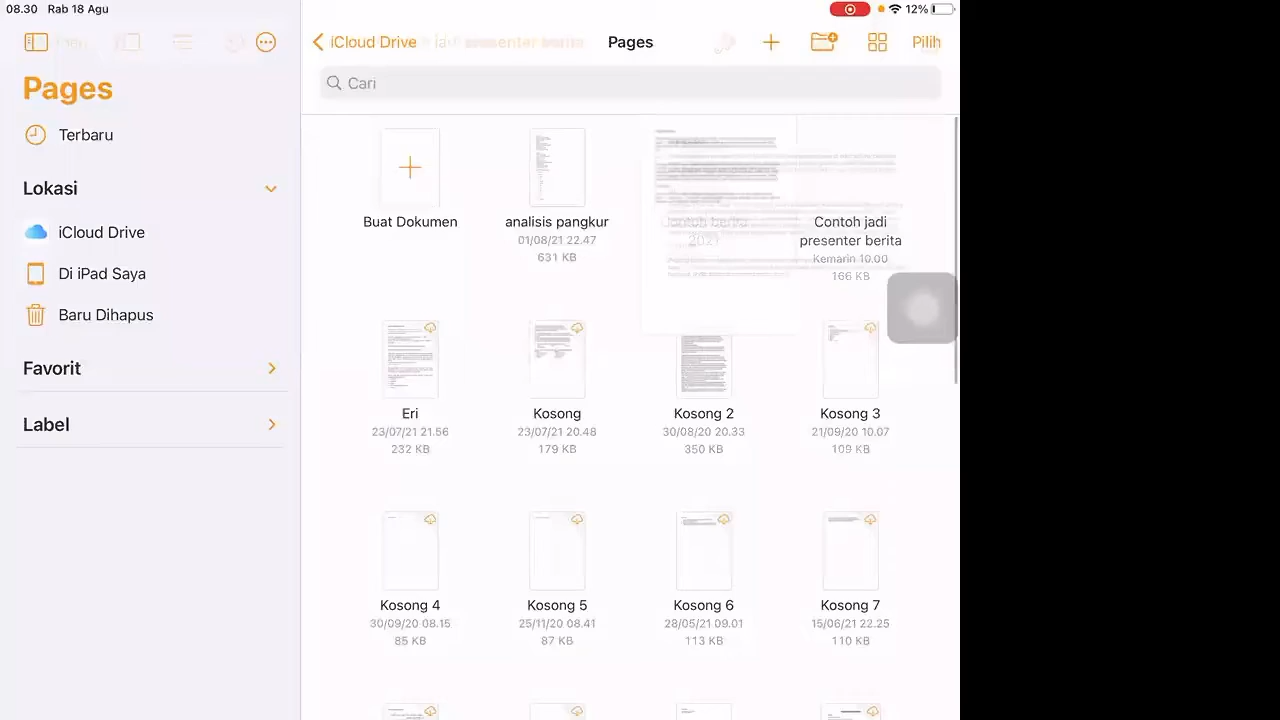 08.30 Rab 18 Agu
12%
iCloud Drive
Pages
Pilih
Cari
Pages
Terbaru
Lokasi
iCloud Drive
Di iPad Saya
Baru Dihapus
Favorit
Label
Buat Dokumen
analisis pangkur
01/08/21 22.47
631 KB
Contoh berita
2021
Contoh jadi
presenter berita
Kemarin 10.00
166 KB
Eri
23/07/21 21.56
232 KB
Kosong
23/07/21 20.48
179 KB
Kosong 2
30/08/20 20.33
350 KB
Kosong 3
21/09/20 10.07
109 KB
Kosong 4
30/09/20 08.15
85 KB
Kosong 5
25/11/20 08.41
87 KB
Kosong 6
28/05/21 09.01
113 KB
Kosong 7
15/06/21 22.25
110 KB